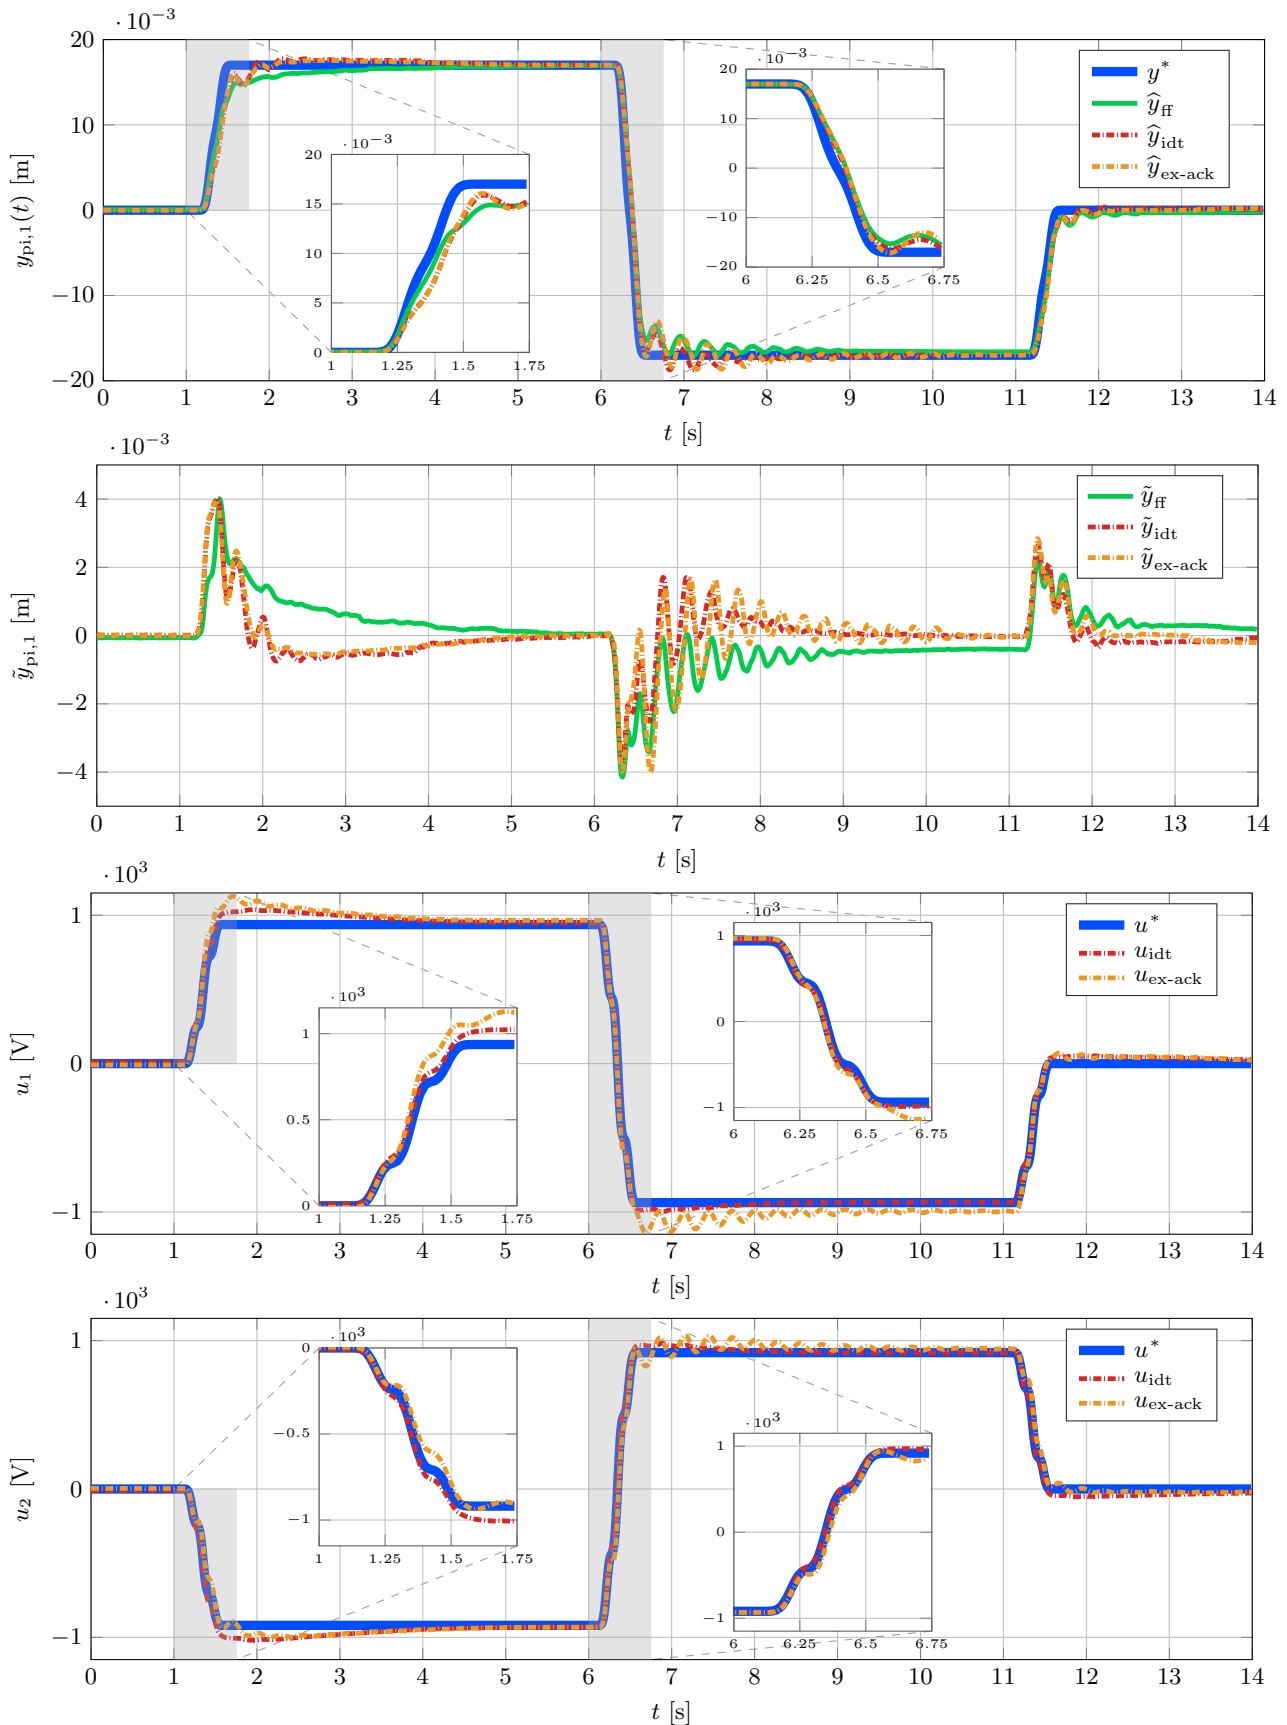 · 10⁻³
20
10
0
−10
−20
y_pi,1(t) [m]
· 10⁻³
20
15
10
5
0
1 1.25 1.5 1.75
· 10⁻³
20
10
0
−10
−20
6 6.25 6.5 6.75
y*
ŷ_ff
ŷ_idt
ŷ_ex-ack
0 1 2 3 4 5 6 7 8 9 10 11 12 13 14
t [s]
· 10⁻³
4
2
0
−2
−4
ỹ_pi,1 [m]
ỹ_ff
ỹ_idt
ỹ_ex-ack
0 1 2 3 4 5 6 7 8 9 10 11 12 13 14
t [s]
· 10³
1
0
−1
u₁ [V]
· 10³
1
0.5
0
1 1.25 1.5 1.75
· 10³
1
0
−1
6 6.25 6.5 6.75
u*
u_idt
u_ex-ack
0 1 2 3 4 5 6 7 8 9 10 11 12 13 14
t [s]
· 10³
1
0
−1
u₂ [V]
· 10³
0
−0.5
−1
1 1.25 1.5 1.75
· 10³
1
0
−1
6 6.25 6.5 6.75
u*
u_idt
u_ex-ack
0 1 2 3 4 5 6 7 8 9 10 11 12 13 14
t [s]